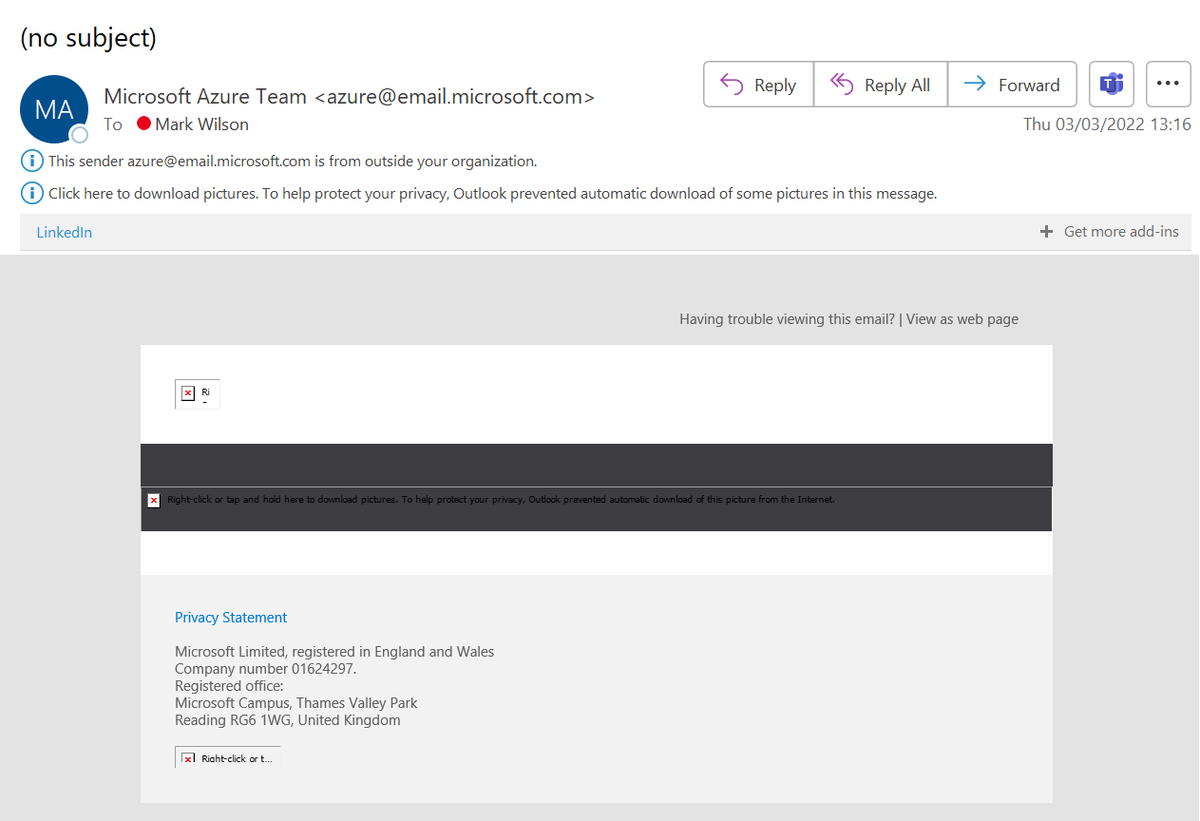 (no subject)
MA
Microsoft Azure Team <azure@email.microsoft.com>
To Mark Wilson
Reply
Reply All
Forward
Thu 03/03/2022 13:16
This sender azure@email.microsoft.com is from outside your organization.
Click here to download pictures. To help protect your privacy, Outlook prevented automatic download of some pictures in this message.
LinkedIn
Get more add-ins
Having trouble viewing this email? | View as web page
Ri
Right-click or tap and hold here to download pictures. To help protect your privacy, Outlook prevented automatic download of this picture from the Internet.
Privacy Statement
Microsoft Limited, registered in England and Wales
Company number 01624297.
Registered office:
Microsoft Campus, Thames Valley Park
Reading RG6 1WG, United Kingdom
Right-click or t...